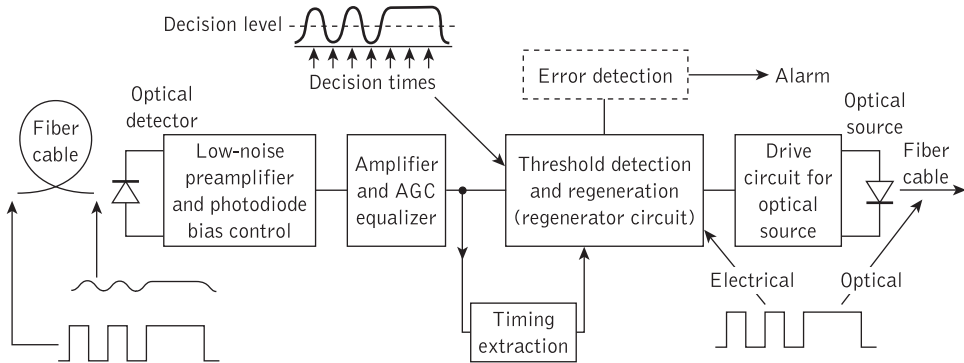 Decision level
Decision times
Error detection
Alarm
Optical
detector
Fiber
cable
Low-noise
preamplifier
and photodiode
bias control
Amplifier
and AGC
equalizer
Threshold detection
and regeneration
(regenerator circuit)
Drive
circuit for
optical
source
Optical
source
Fiber
cable
Timing
extraction
Electrical
Optical